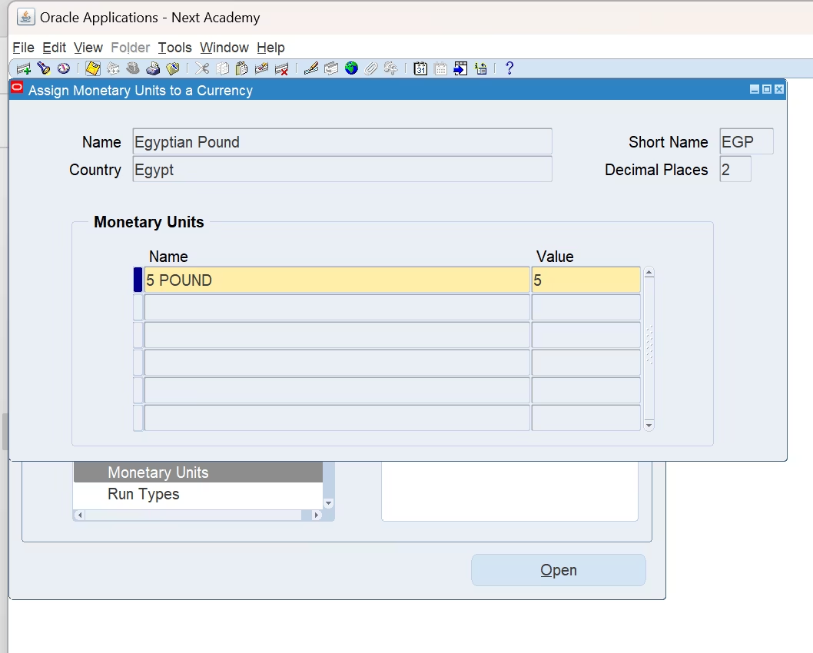 Oracle Applications - Next Academy
File Edit View Folder Tools Window Help
Assign Monetary Units to a Currency
Name Egyptian Pound Short Name EGP
Country Egypt Decimal Places 2
Monetary Units
Name Value
5 POUND 5
Monetary Units
Run Types
Open